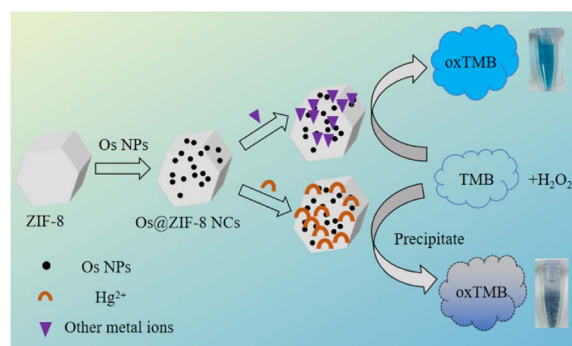 oxTMB
Os NPs
ZIF-8
Os@ZIF-8 NCs
TMB
+H₂O₂
Precipitate
oxTMB
Os NPs
Hg²⁺
Other metal ions